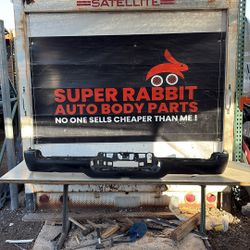 SATELLITE
SUPER RABBIT
AUTO BODY PARTS
NO ONE SELLS CHEAPER THAN ME!